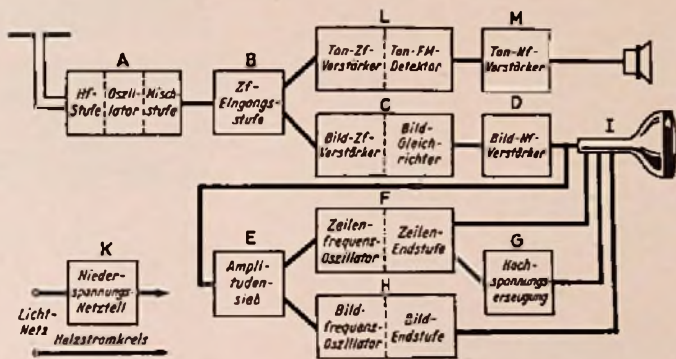 A
Hf-
Stufe
Oszil-
lator
Misch-
stufe
B
Zf-
Eingangs-
stufe
L
Ton-Zf-
Verstärker
Ton-FM-
Detektor
M
Ton-Nf-
Verstärker
C
Bild-Zf-
Verstärker
Bild-
Gleich-
richter
D
Bild-Nf-
Verstärker
I
E
Ampli-
tuden-
sieb
F
Zeilen-
frequenz-
Oszillator
Zeilen-
Endstufe
G
Hoch-
spannungs-
erzeugung
H
Bild-
frequenz-
Oszillator
Bild-
Endstufe
K
Nieder-
spannungs-
Netzteil
Licht-
Netz
Heizstromkreis